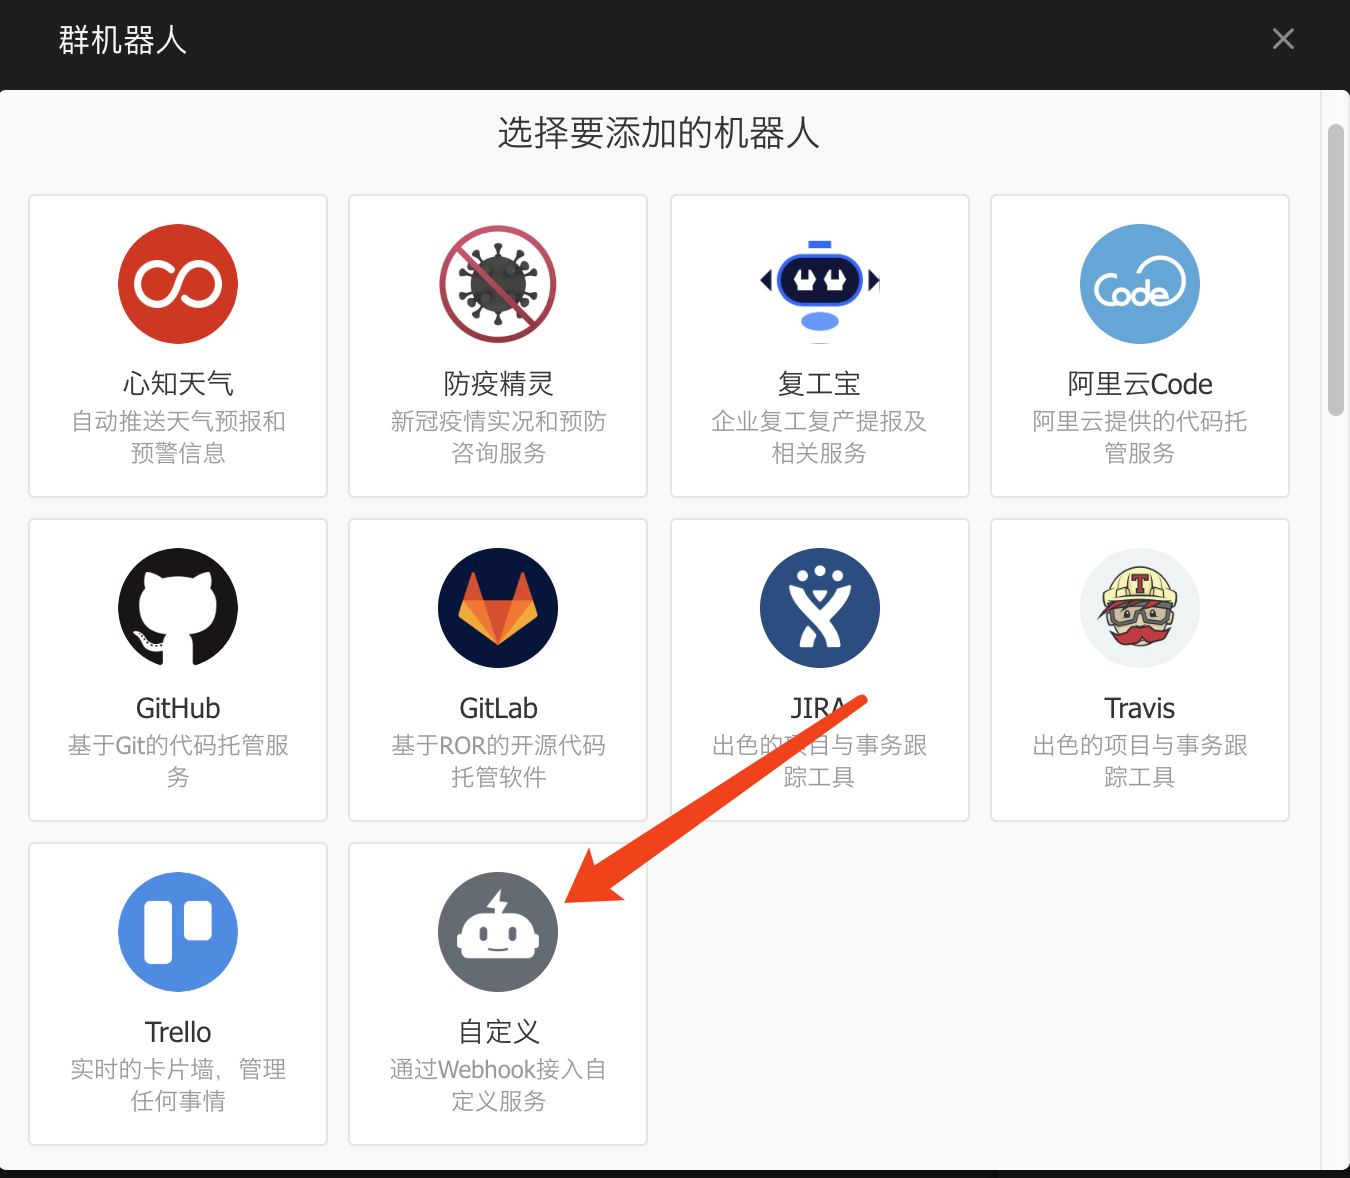 群机器人
选择要添加的机器人
心知天气
自动推送天气预报和
预警信息
防疫精灵
新冠疫情实况和预防
咨询服务
复工宝
企业复工复产提报及
相关服务
Code
阿里云Code
阿里云提供的代码托
管服务
GitHub
基于Git的代码托管服
务
GitLab
基于ROR的开源代码
托管软件
JIRA
出色的项目与事务跟
踪工具
T
Travis
出色的项目与事务跟
踪工具
Trello
实时的卡片墙，管理
任何事情
自定义
通过Webhook接入自
定义服务